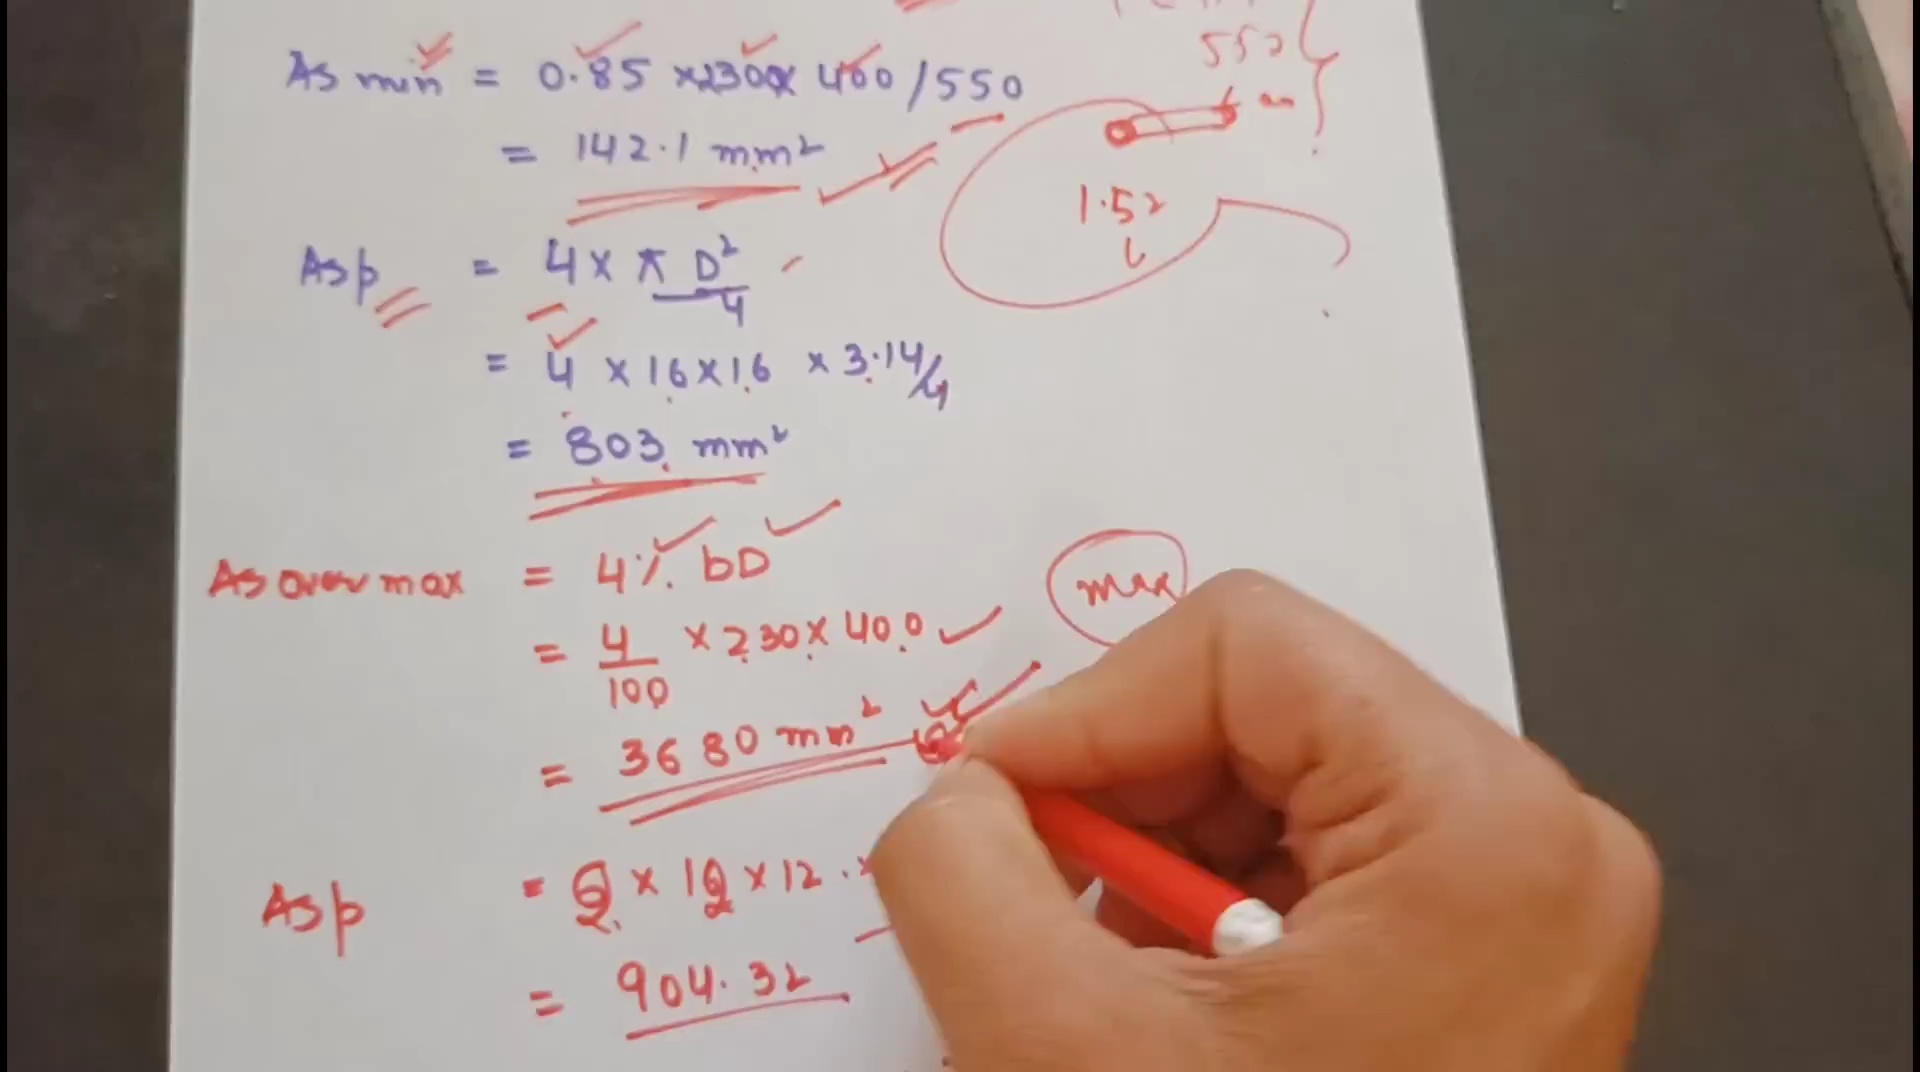 552
As min = 0.85 x 230 x 400 / 550
= 142.1 mm²
1.52
Asp = 4 x π D²
4
= 4 x 16 x 16 x 3.14/4
= 803 mm²
As over max = 4% bD
max
= 4 x 230 x 400
100
= 3680 mm²
Asp = 8 x 12 x 12 x
= 904.32